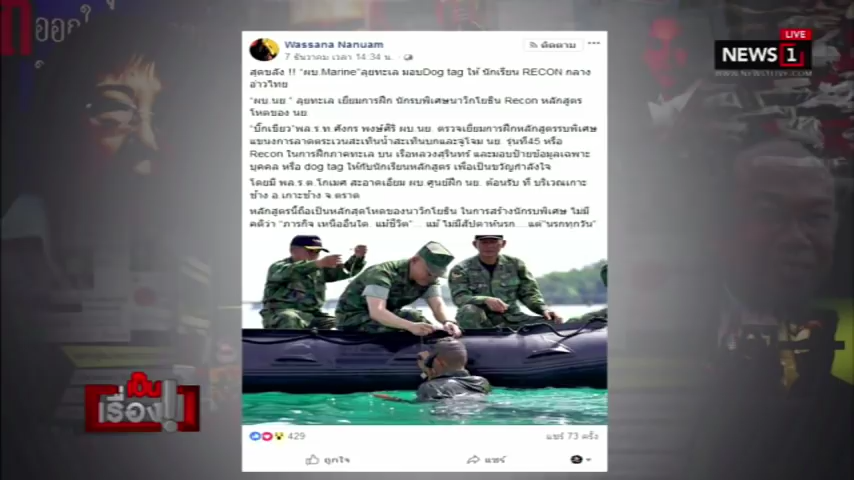 LIVE
NEWS 1
WWW.NEWS1LIVE.COM
Wassana Nanuam
ติดตาม
7 ธันวาคม เวลา 14:34 น.
สุดขลัง !! "ผบ.Marine"ลุยทะเล มอบDog tag ให้ นักเรียน RECON กลาง
อ่าวไทย
"ผบ.นย." ลุยทะเล เยี่ยมการฝึก นักรบพิเศษนาวิกโยธิน Recon หลักสูตร
โหดของ นย.
"บิ๊กเขียว"พล.ร.ท.ศังกร พงษ์ศิริ ผบ.นย. ตรวจเยี่ยมการฝึกหลักสูตรรบพิเศษ
แขนงการลาดตระเวนสะเทินน้ำสะเทินบกและจู่โจม นย. รุ่นที่45 หรือ
Recon ในการฝึกภาคทะเล บน เรือหลวงสุรินทร์ และมอบป้ายข้อมูลเฉพาะ
บุคคล หรือ dog tag ให้กับนักเรียนหลักสูตร เพื่อเป็นขวัญกำลังใจ
โดยมี พล.ร.ต.โกเมศ สะอาดเอี่ยม ผบ.ศูนย์ฝึก นย. ต้อนรับ ที่ บริเวณเกาะ
ช้าง อ.เกาะช้าง จ.ตราด
หลักสูตรนี้ถือเป็นหลักสุดโหดของนาวิกโยธิน ในการสร้างนักรบพิเศษ ไม่มี
คติว่า "ภารกิจ เหนืออื่นใด แม้ชีวิต"... แม้ ไม่มีสัปดาห์นรก....แต่"นรกทุกวัน"
429
แชร์ 73 ครั้ง
ถูกใจ
แชร์
เป็น
เรื่อง!!